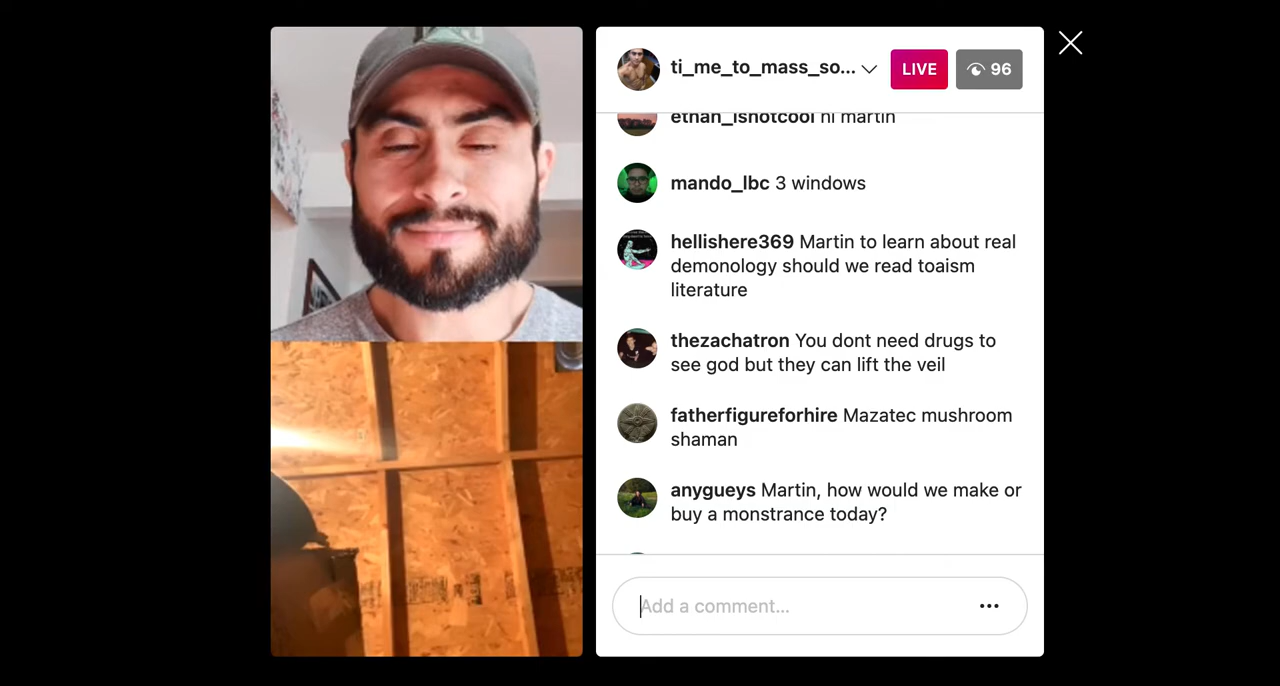 ti_me_to_mass_so...
LIVE
96
ethan_isnotcool hi martin
mando_lbc 3 windows
hellishere369 Martin to learn about real
demonology should we read toaism
literature
thezachatron You dont need drugs to
see god but they can lift the veil
fatherfigureforhire Mazatec mushroom
shaman
anygueys Martin, how would we make or
buy a monstrance today?
Add a comment...